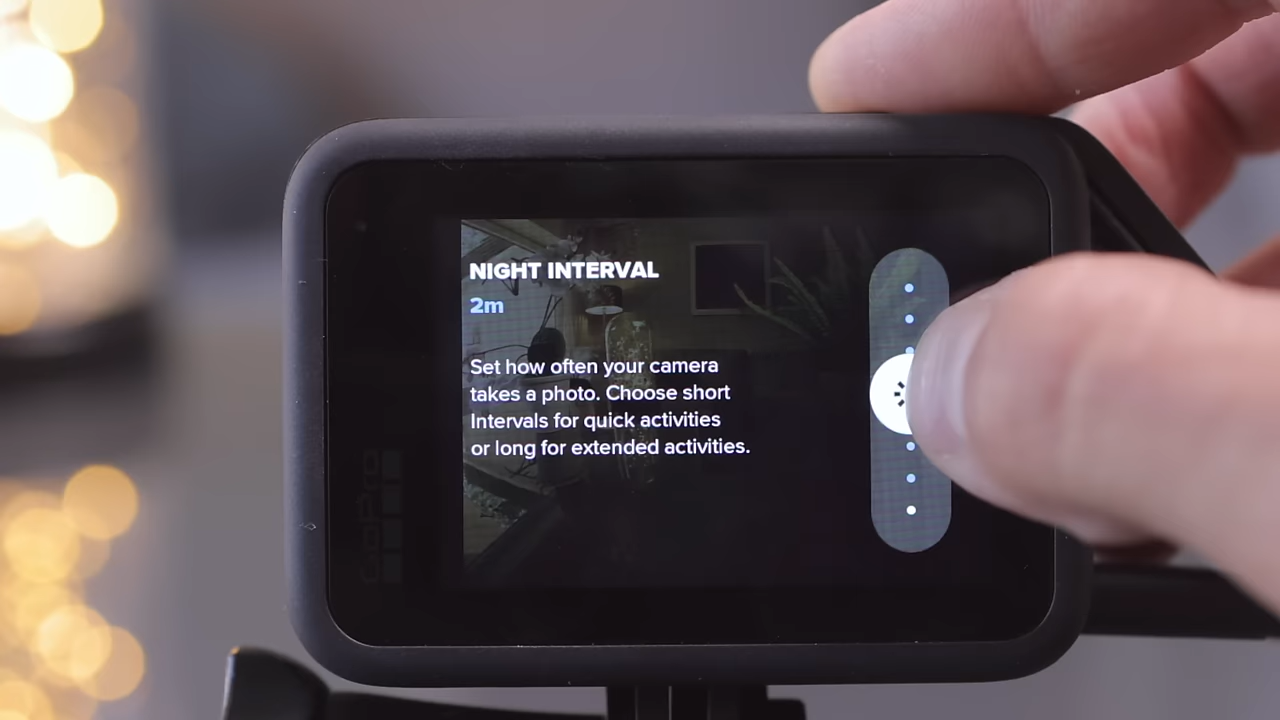 NIGHT INTERVAL
2m
Set how often your camera
takes a photo. Choose short
Intervals for quick activities
or long for extended activities.
GoPro